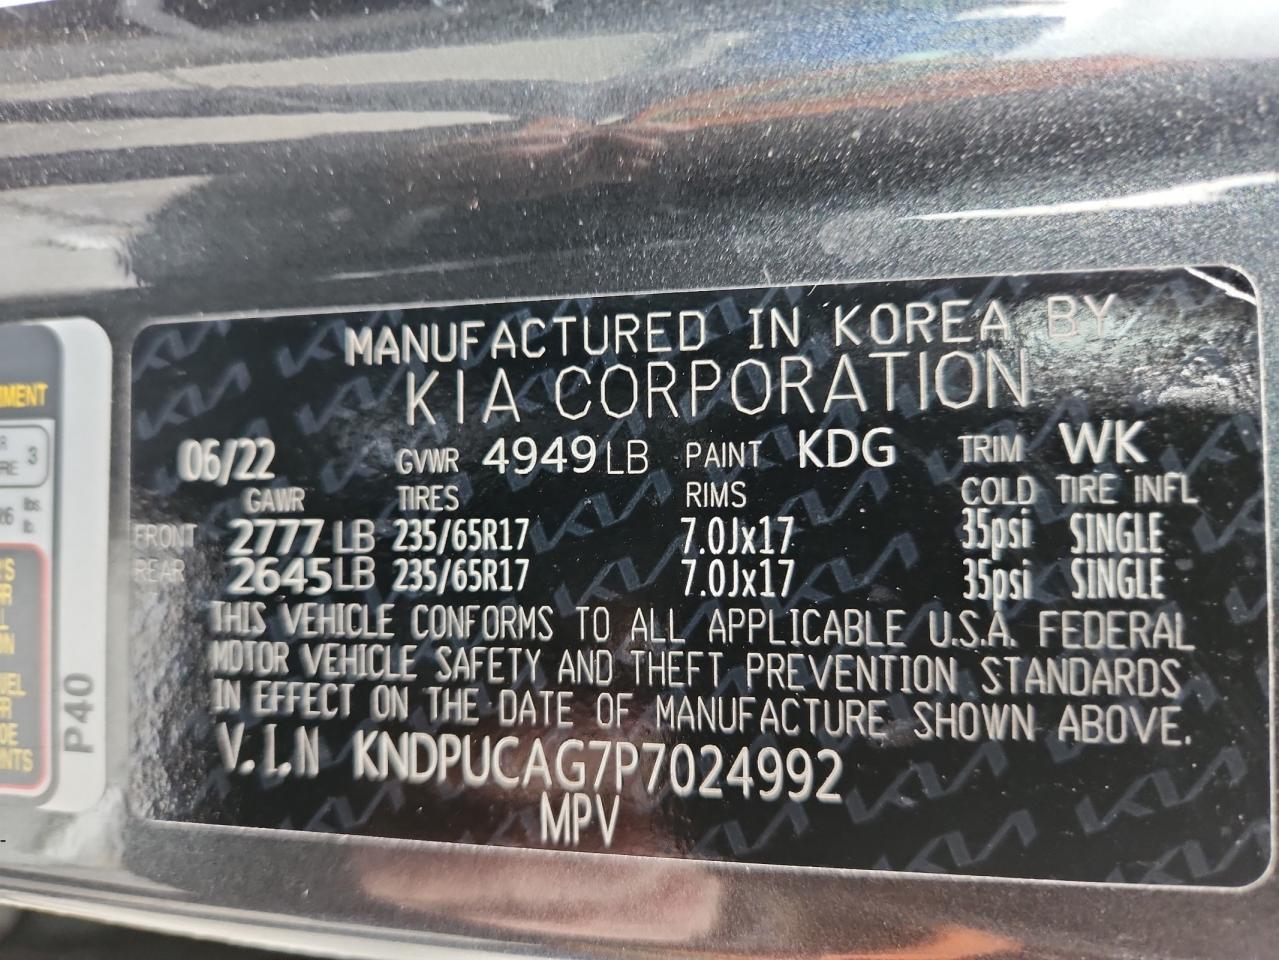 MANUFACTURED IN KOREA BY
KIA CORPORATION
06/22 GVWR 4949 LB PAINT KDG TRIM WK
GAWR TIRES RIMS COLD TIRE INFL
FRONT 2777 LB 235/65R17 7.0Jx17 35psi SINGLE
REAR 2645 LB 235/65R17 7.0Jx17 35psi SINGLE
THIS VEHICLE CONFORMS TO ALL APPLICABLE U.S.A. FEDERAL
MOTOR VEHICLE SAFETY AND THEFT PREVENTION STANDARDS
IN EFFECT ON THE DATE OF MANUFACTURE SHOWN ABOVE.
V.I.N KNDPUCAG7P7024992
MPV
3
lbs.
lb.
P40